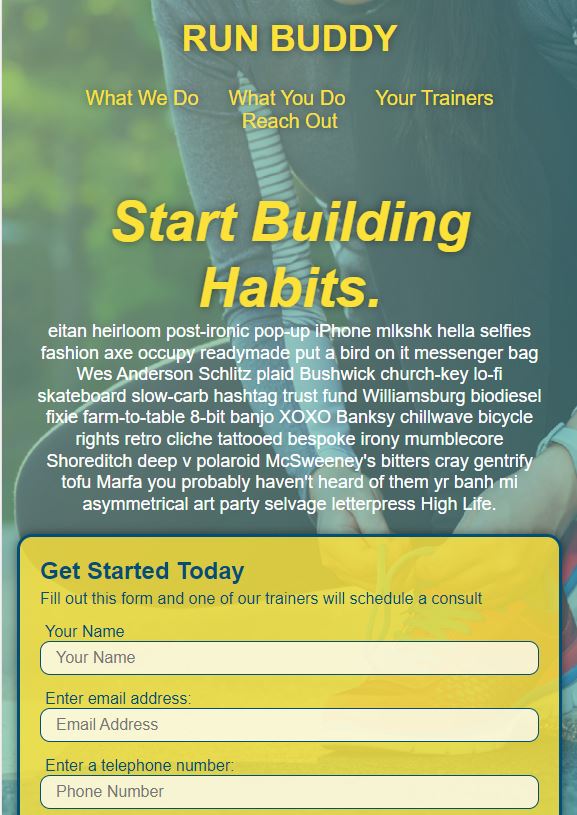 RUN BUDDY
What We Do What You Do Your Trainers
Reach Out
Start Building
Habits.
eitan heirloom post-ironic pop-up iPhone mlkshk hella selfies
fashion axe occupy readymade put a bird on it messenger bag
Wes Anderson Schlitz plaid Bushwick church-key lo-fi
skateboard slow-carb hashtag trust fund Williamsburg biodiesel
fixie farm-to-table 8-bit banjo XOXO Banksy chillwave bicycle
rights retro cliche tattooed bespoke irony mumblecore
Shoreditch deep v polaroid McSweeney's bitters cray gentrify
tofu Marfa you probably haven't heard of them yr banh mi
asymmetrical art party selvage letterpress High Life.
Get Started Today
Fill out this form and one of our trainers will schedule a consult
Your Name
Your Name
Enter email address:
Email Address
Enter a telephone number:
Phone Number